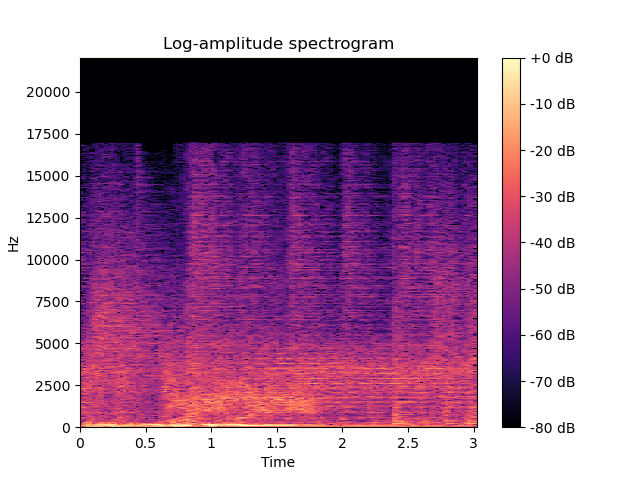 Log-amplitude spectrogram
Hz
20000
17500
15000
12500
10000
7500
5000
2500
0
0 0.5 1 1.5 2 2.5 3
Time
+0 dB
-10 dB
-20 dB
-30 dB
-40 dB
-50 dB
-60 dB
-70 dB
-80 dB